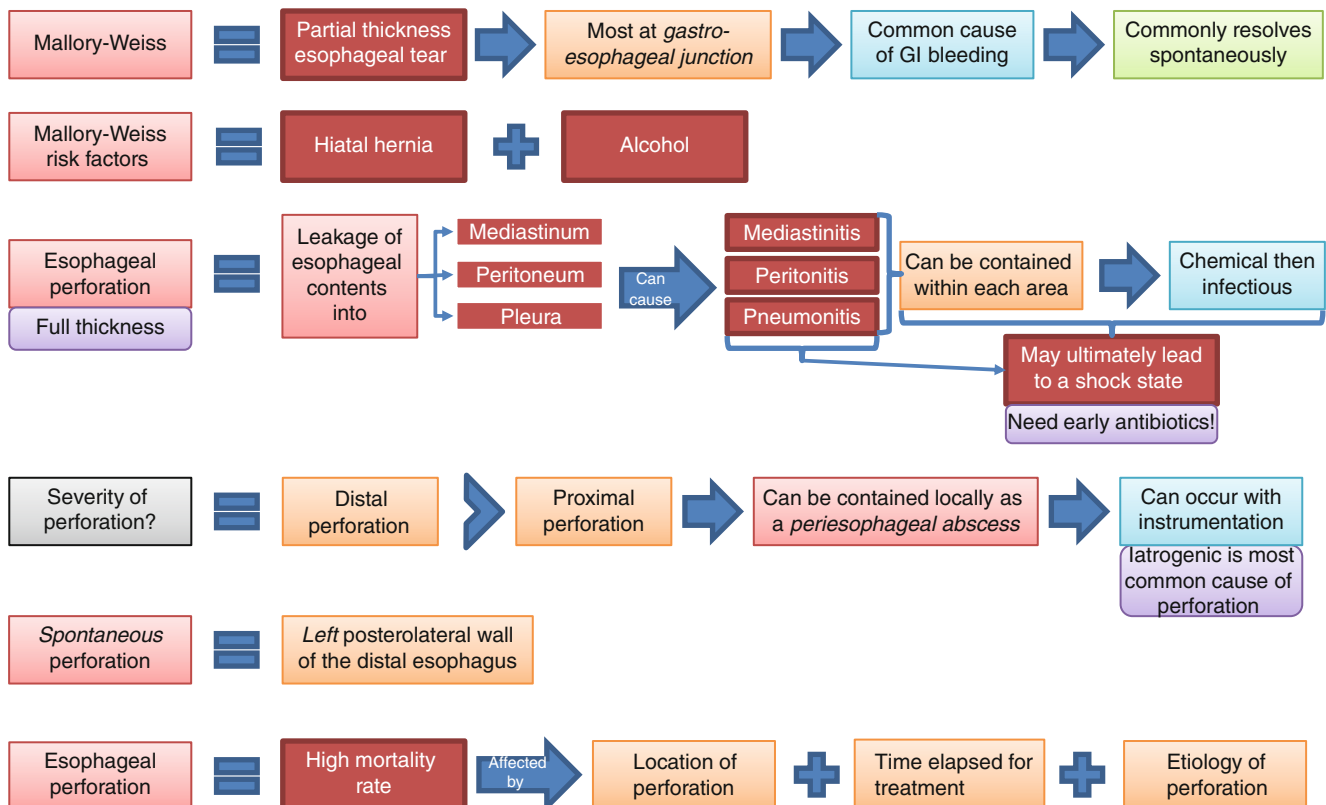 Mallory-Weiss
Partial thickness
esophageal tear
Most at gastro-
esophageal junction
Common cause
of GI bleeding
Commonly resolves
spontaneously
Mallory-Weiss
risk factors
Hiatal hernia
Alcohol
Esophageal
perforation
Full thickness
Leakage of
esophageal
contents
into
Mediastinum
Peritoneum
Pleura
Can
cause
Mediastinitis
Peritonitis
Pneumonitis
Can be contained
within each area
Chemical then
infectious
May ultimately lead
to a shock state
Need early antibiotics!
Severity of
perforation?
Distal
perforation
Proximal
perforation
Can be contained locally as
a periesophageal abscess
Can occur with
instrumentation
Iatrogenic is most
common cause of
perforation
Spontaneous
perforation
Left posterolateral wall
of the distal esophagus
Esophageal
perforation
High mortality
rate
Affected
by
Location of
perforation
Time elapsed for
treatment
Etiology of
perforation